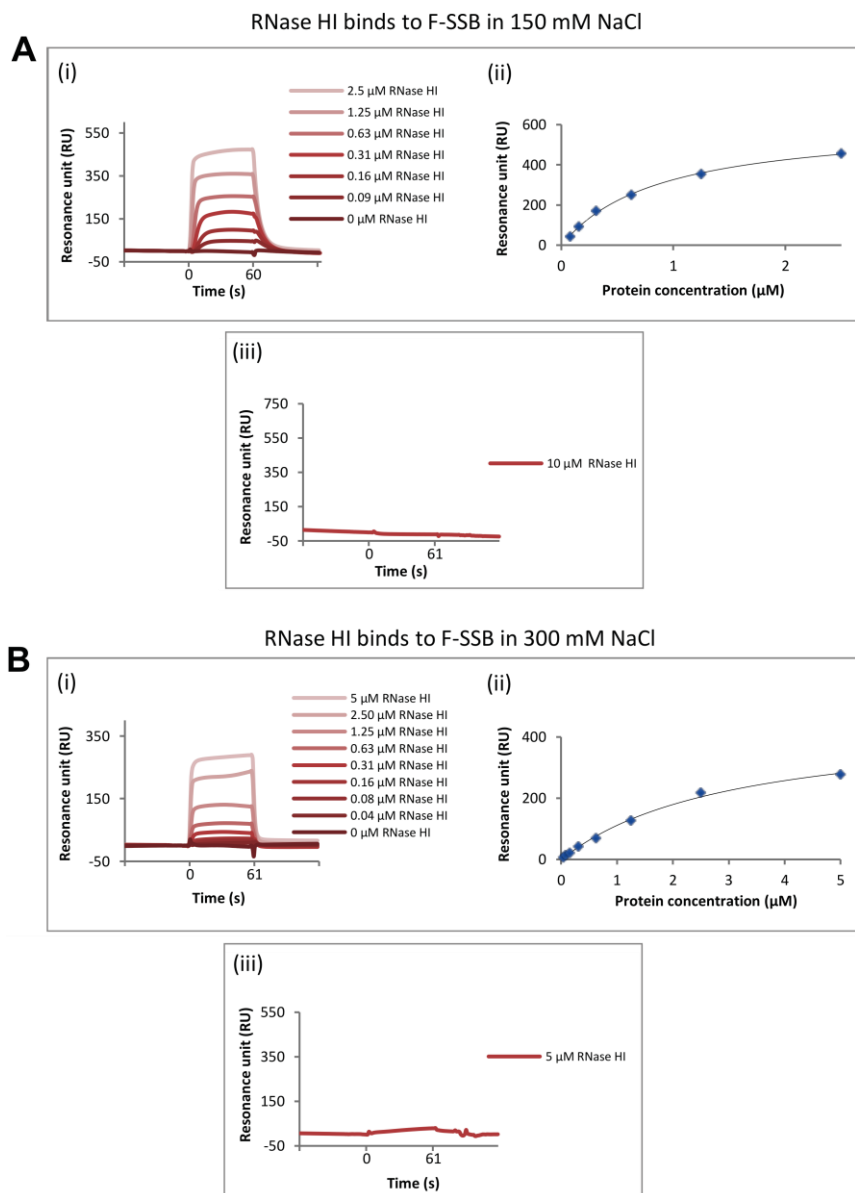 RNase HI binds to F-SSB in 150 mM NaCl
A
(i)
Resonance unit (RU)
550
350
150
-50
0
60
Time (s)
2.5 µM RNase HI
1.25 µM RNase HI
0.63 µM RNase HI
0.31 µM RNase HI
0.16 µM RNase HI
0.09 µM RNase HI
0 µM RNase HI
(ii)
Resonance unit (RU)
600
400
200
0
0
1
2
Protein concentration (µM)
(iii)
Resonance unit (RU)
750
550
350
150
-50
0
61
Time (s)
10 µM RNase HI
RNase HI binds to F-SSB in 300 mM NaCl
B
(i)
Resonance unit (RU)
350
150
-50
0
61
Time (s)
5 µM RNase HI
2.50 µM RNase HI
1.25 µM RNase HI
0.63 µM RNase HI
0.31 µM RNase HI
0.16 µM RNase HI
0.08 µM RNase HI
0.04 µM RNase HI
0 µM RNase HI
(ii)
Resonance unit (RU)
400
200
0
0
1
2
3
4
5
Protein concentration (µM)
(iii)
Resonance unit (RU)
550
350
150
-50
0
61
Time (s)
5 µM RNase HI